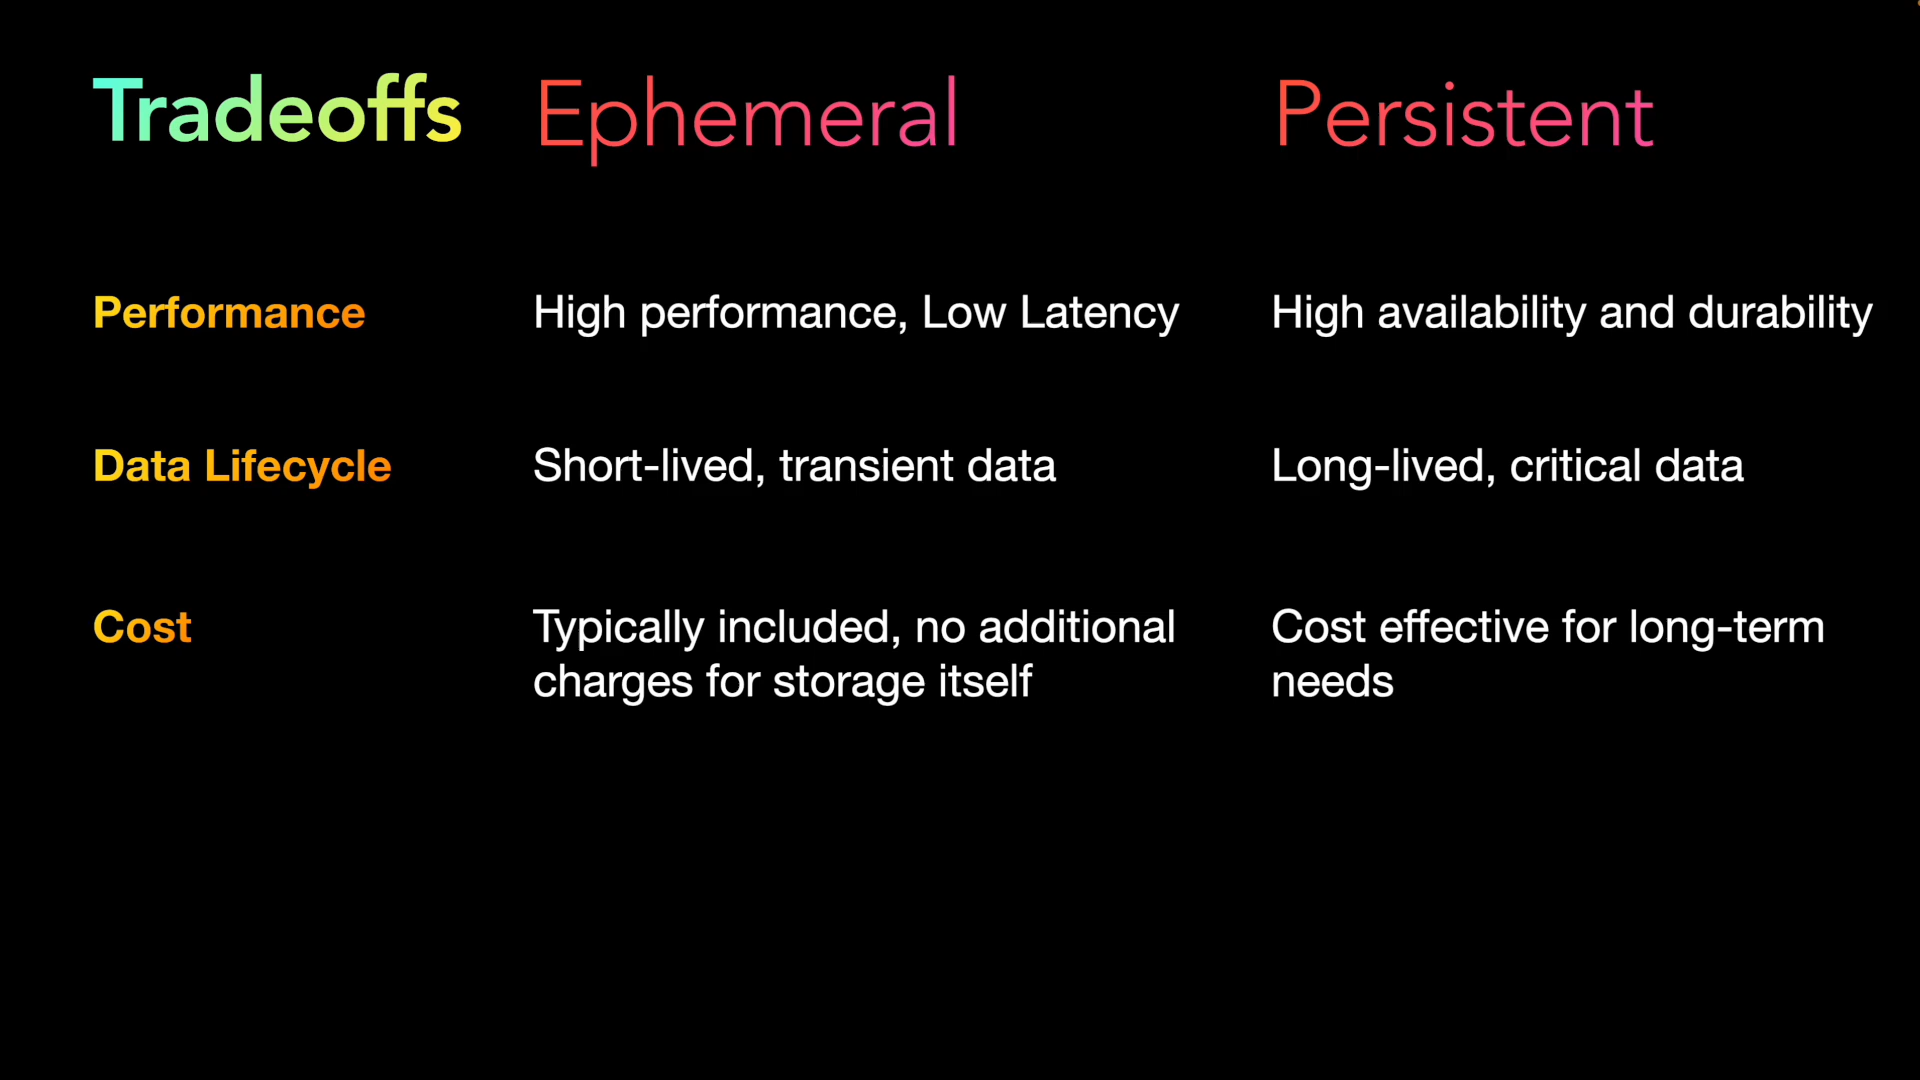 Tradeoffs Ephemeral Persistent
Performance High performance, Low Latency High availability and durability
Data Lifecycle Short-lived, transient data Long-lived, critical data
Cost Typically included, no additional Cost effective for long-term
charges for storage itself needs